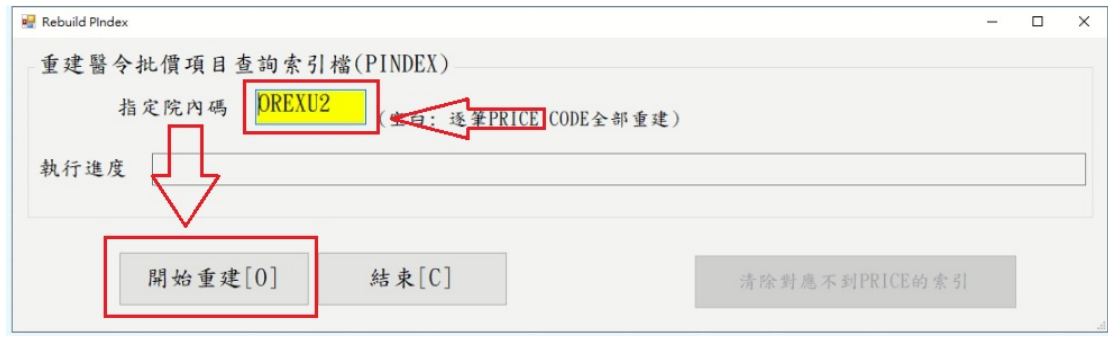 Rebuild PIndex
重建醫令批價項目查詢索引檔(PINDEX)
指定院內碼 OREXU2 (空白: 逐筆PRICE CODE全部重建)
執行進度
開始重建[O] 結束[C] 清除對應不到PRICE的索引